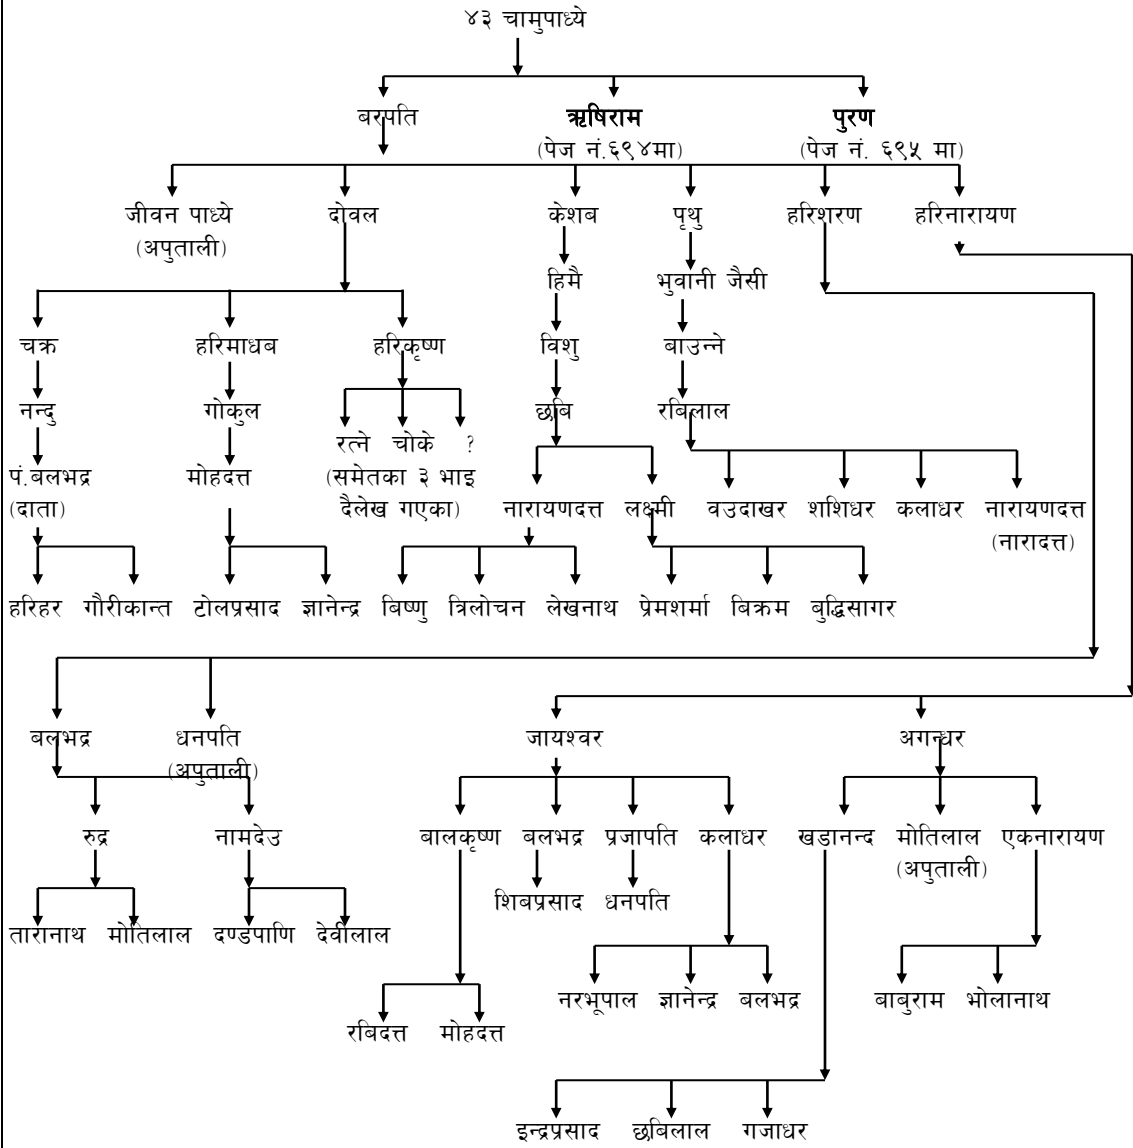 ४३ चामुपाध्ये
बरपति ऋषिराम पुरण
(पेज नं.६९४मा) (पेज नं. ६९५ मा)
जीवन पाध्ये दोवल केशब पृथु हरिशरण हरिनारायण
(अपुताली)
हिमै भुवानी जैसी
चक्र हरिमाधब हरिकृष्ण विशु बाउन्ने
नन्दु गोकुल छबि रबिलाल
रत्ने चोके ?
पं.बलभद्र मोहदत्त (समेतका ३ भाइ
(दाता) दैलेख गएका) नारायणदत्त लक्ष्मी वउदाखर शशिधर कलाधर नारायणदत्त
(नारादत्त)
हरिहर गौरीकान्त टोलप्रसाद ज्ञानेन्द्र बिष्णु त्रिलोचन लेखनाथ प्रेमशर्मा बिक्रम बुद्धिसागर
बलभद्र धनपति जायश्वर अगन्धर
(अपुताली)
रुद्र नामदेउ बालकृष्ण बलभद्र प्रजापति कलाधर खडानन्द मोतिलाल एकनारायण
(अपुताली)
शिबप्रसाद धनपति
तारानाथ मोतिलाल दण्डपाणि देवीलाल
नरभूपाल ज्ञानेन्द्र बलभद्र बाबुराम भोलानाथ
रबिदत्त मोहदत्त
इन्द्रप्रसाद छबिलाल गजाधर